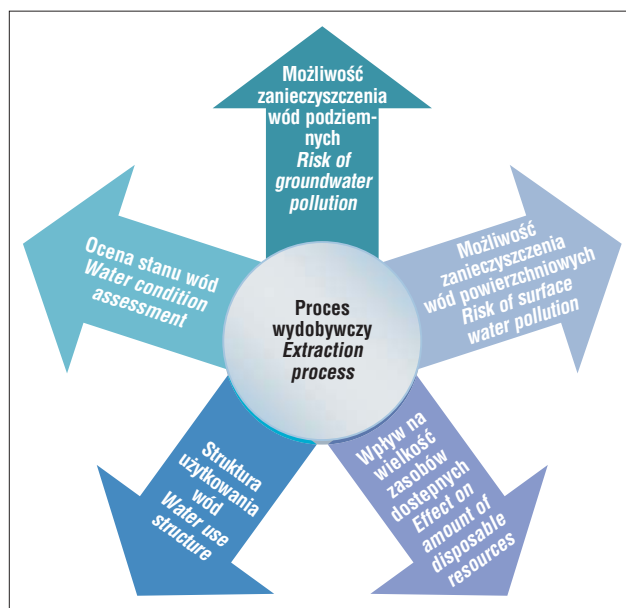 Możliwość
zanieczyszczenia
wód podziem-
nych
Risk of
groundwater
pollution
Możliwość
zanieczyszczenia
wód powierzchniowych
Risk of surface
water pollution
Wpływ na
wielkość
zasobów
dostępnych
Effect on
amount of
disposable
resources
Struktura
użytkowania
wód
Water use
structure
Ocena stanu wód
Water condition
assessment
Proces
wydobywczy
Extraction
process